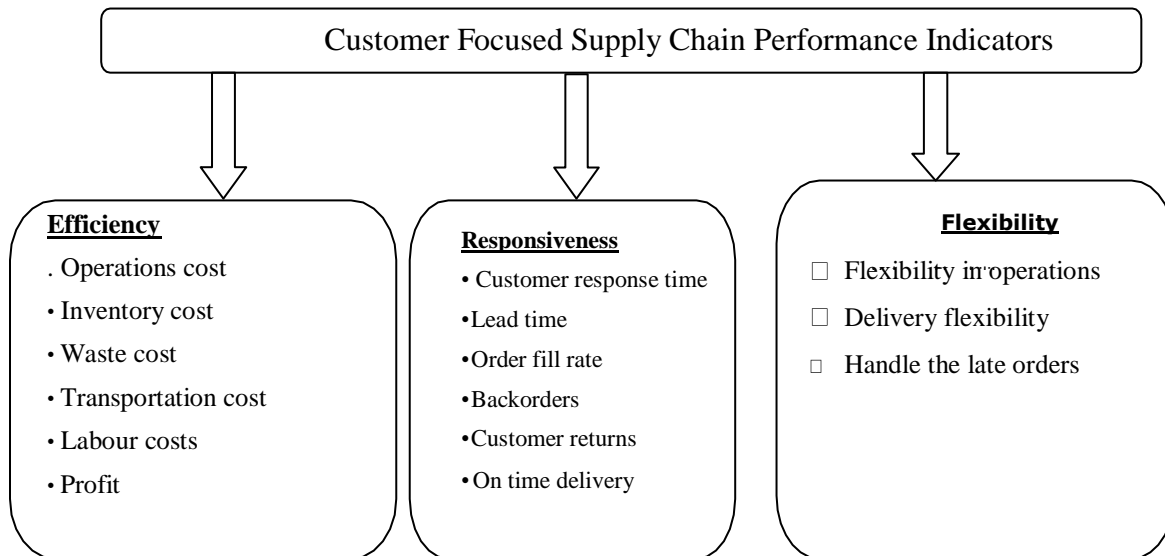 Customer Focused Supply Chain Performance Indicators
Efficiency
. Operations cost
• Inventory cost
• Waste cost
• Transportation cost
• Labour costs
• Profit
Responsiveness
• Customer response time
•Lead time
•Order fill rate
•Backorders
•Customer returns
•On time delivery
Flexibility
□ Flexibility in operations
□ Delivery flexibility
□ Handle the late orders